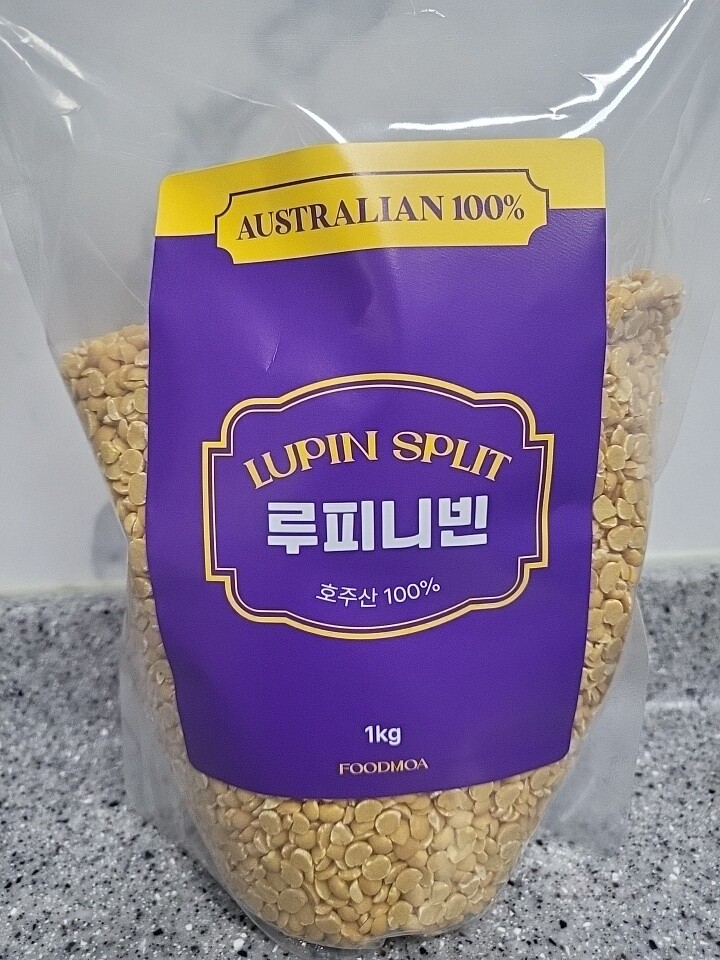 AUSTRALIAN 100%
LUPIN SPLIT
루피니빈
호주산 100%
1kg
FOODMOA